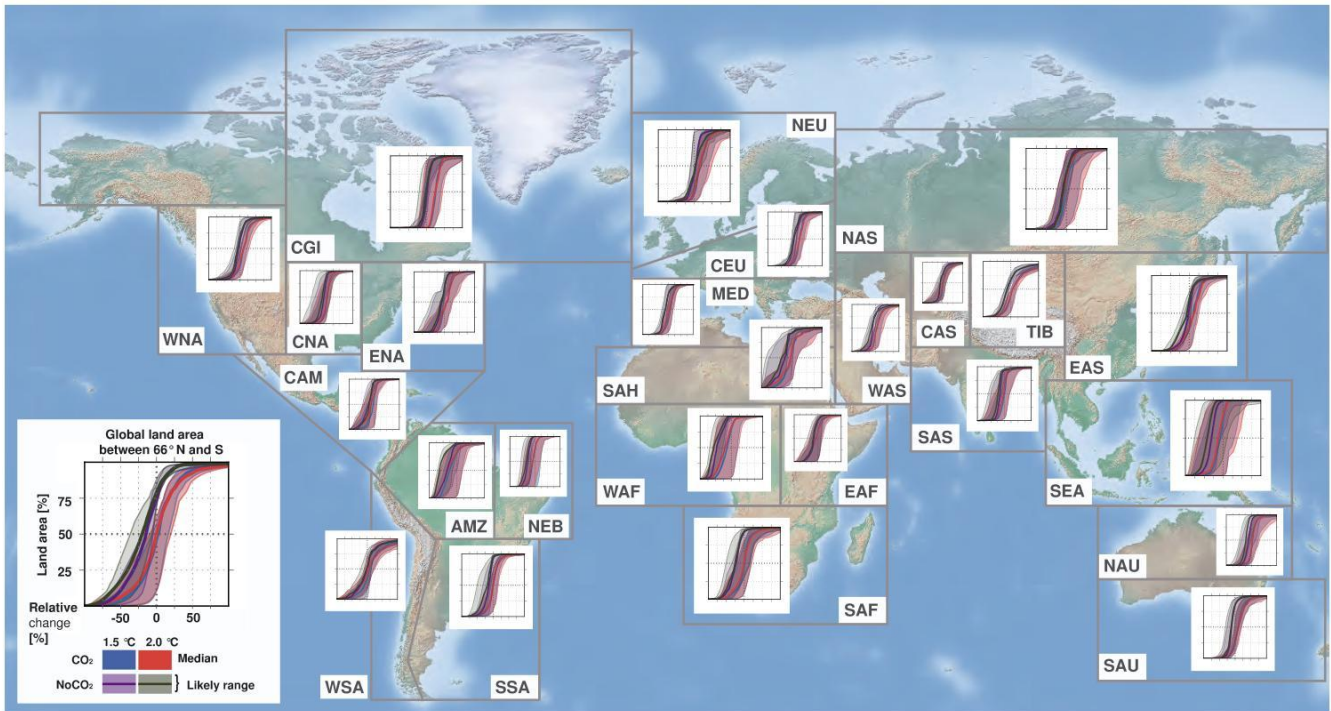 NEU
CGI
NAS
CEU
MED
WNA
CNA
ENA
CAS
TIB
CAM
SAH
WAS
EAS
SAS
WAF
EAF
SEA
AMZ
NEB
NAU
SAF
WSA
SSA
SAU
Global land area
between 66° N and S
Land area [%]
75
50
25
Relative
change
[%]
-50
0
50
1.5 °C
2.0 °C
CO₂
Median
NoCO₂
} Likely range